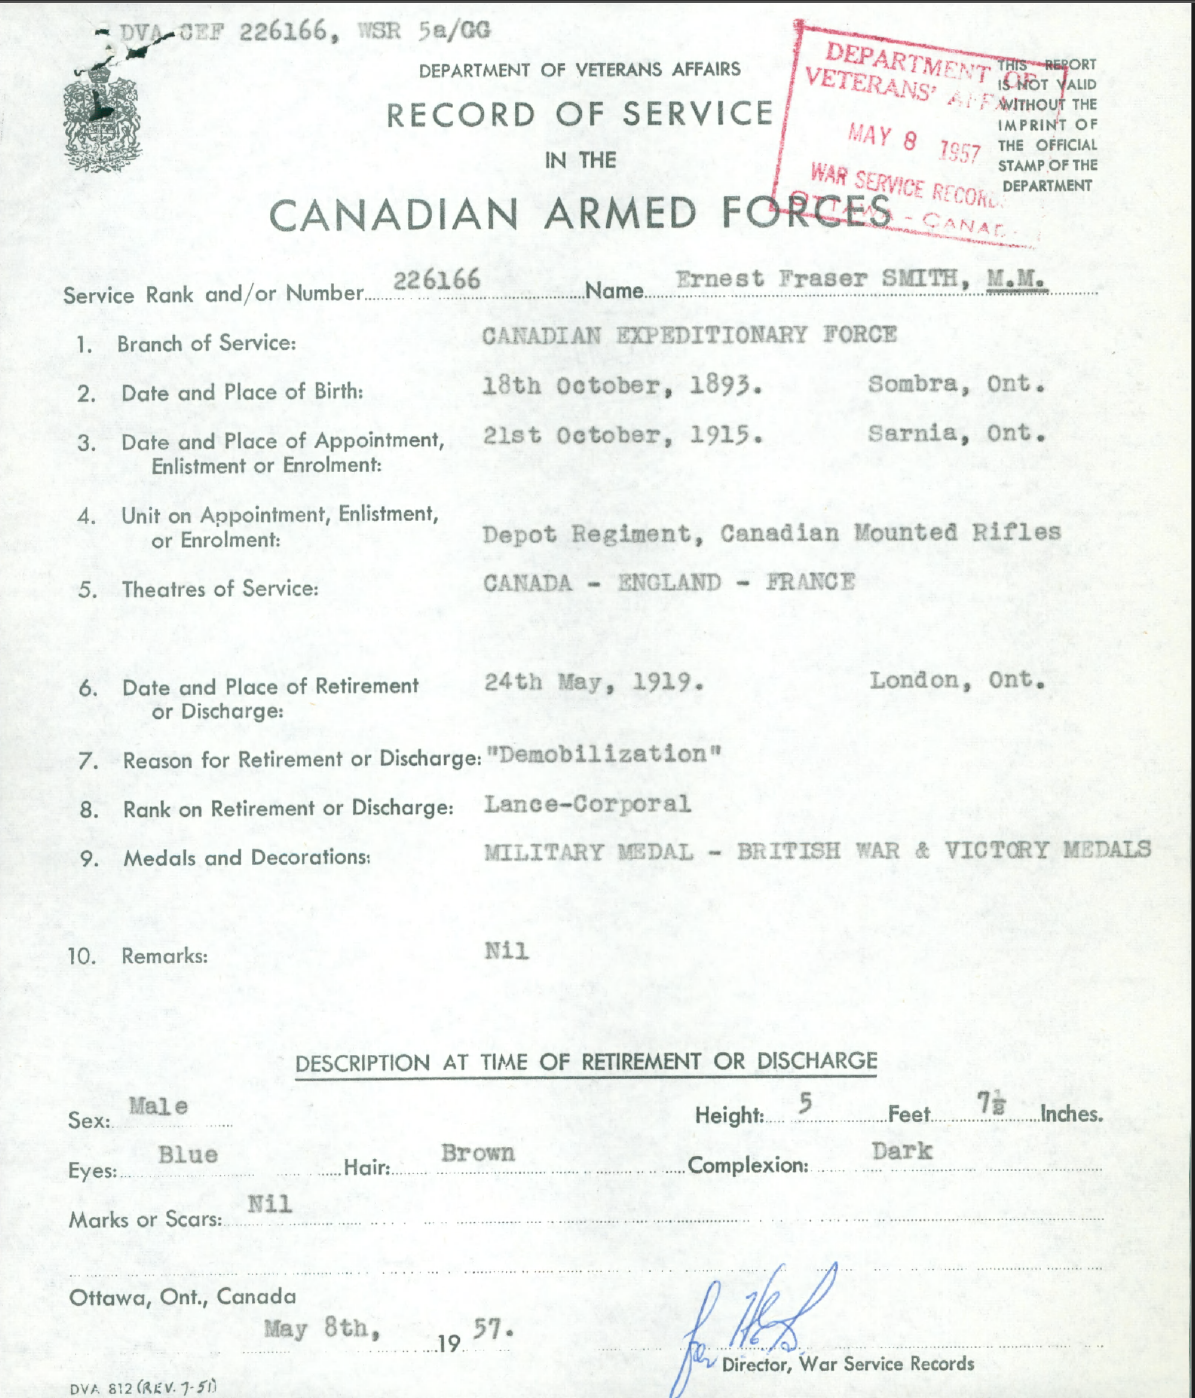 DVA CEF 226166, WSR 5a/GG
DEPARTMENT OF VETERANS AFFAIRS
RECORD OF SERVICE
IN THE
CANADIAN ARMED FORCES
DEPARTMENT OF
VETERANS' AFFAI
MAY 8 1957
WAR SERVICE RECORD
OTTAWA - CANAD
THIS REPORT
IS NOT VALID
WITHOUT THE
IMPRINT OF
THE OFFICIAL
STAMP OF THE
DEPARTMENT
Service Rank and/or Number 226166 Name Ernest Fraser SMITH, M.M.
1. Branch of Service: CANADIAN EXPEDITIONARY FORCE
2. Date and Place of Birth: 18th October, 1893. Sombra, Ont.
3. Date and Place of Appointment, 21st October, 1915. Sarnia, Ont.
Enlistment or Enrolment:
4. Unit on Appointment, Enlistment,
or Enrolment: Depot Regiment, Canadian Mounted Rifles
5. Theatres of Service: CANADA - ENGLAND - FRANCE
6. Date and Place of Retirement 24th May, 1919. London, Ont.
or Discharge:
7. Reason for Retirement or Discharge: "Demobilization"
8. Rank on Retirement or Discharge: Lance-Corporal
9. Medals and Decorations: MILITARY MEDAL - BRITISH WAR & VICTORY MEDALS
10. Remarks: Nil
DESCRIPTION AT TIME OF RETIREMENT OR DISCHARGE
Sex: Male Height: 5 Feet 7½ Inches.
Eyes: Blue Hair: Brown Complexion: Dark
Marks or Scars: Nil
Ottawa, Ont., Canada
May 8th, 19 57.
for
Director, War Service Records
DVA 812 (REV. 7-51)